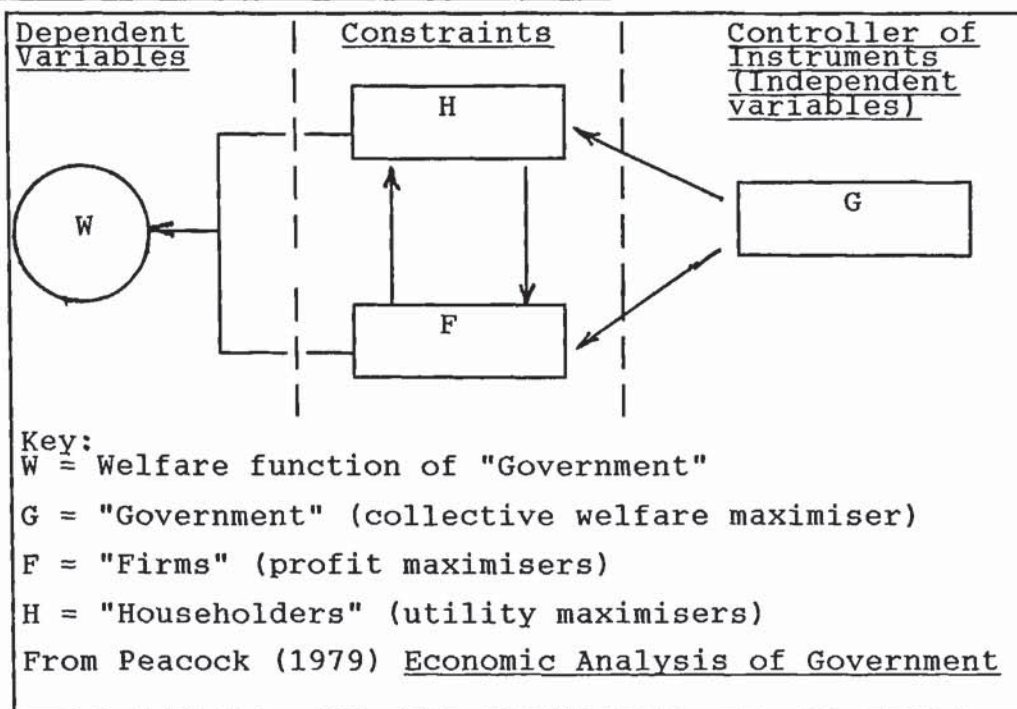 Dependent Variables
Constraints
Controller of Instruments (Independent variables)
H
W
G
F
Key:
W = Welfare function of "Government"
G = "Government" (collective welfare maximiser)
F = "Firms" (profit maximisers)
H = "Householders" (utility maximisers)
From Peacock (1979) Economic Analysis of Government